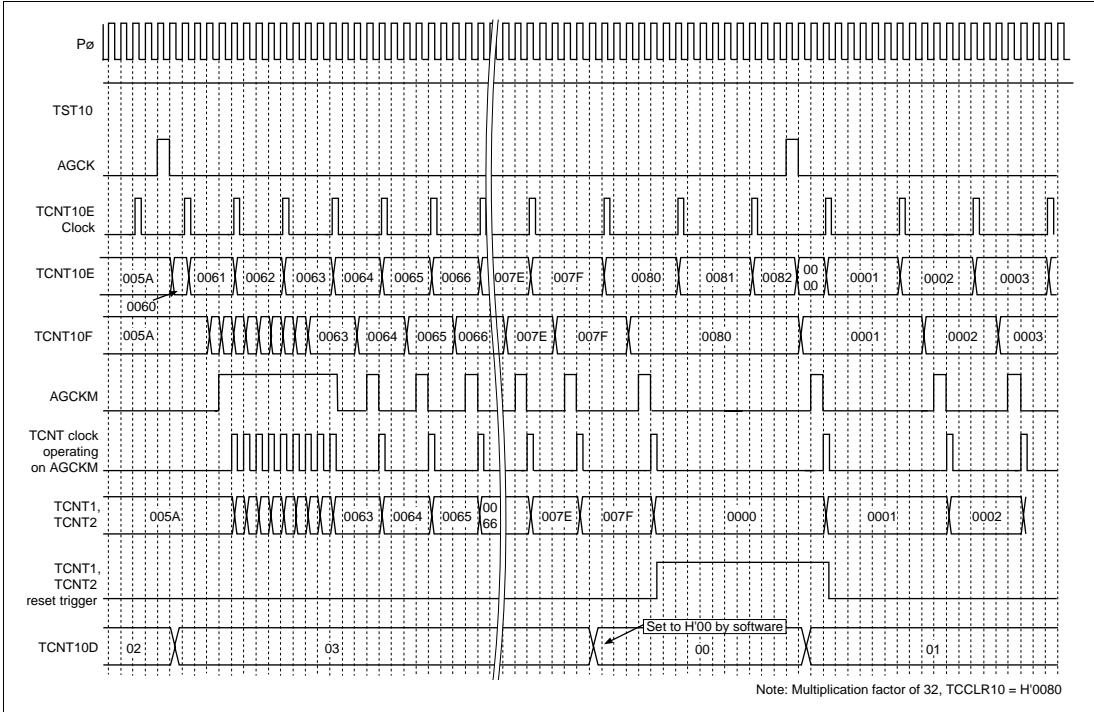 Pø
TST10
AGCK
TCNT10E
Clock
TCNT10E
005A 0061 0062 0063 0064 0065 0066 007E 007F 0080 0081 0082 00 0001 0002 0003
00
0060
TCNT10F
005A 0063 0064 0065 0066 007E 007F 0080 0001 0002 0003
AGCKM
TCNT clock
operating
on AGCKM
TCNT1,
TCNT2
005A 0063 0064 0065 00 007E 007F 0000 0001 0002
66
TCNT1,
TCNT2
reset trigger
Set to H'00 by software
TCNT10D
02 03 00 01
Note: Multiplication factor of 32, TCCLR10 = H'0080